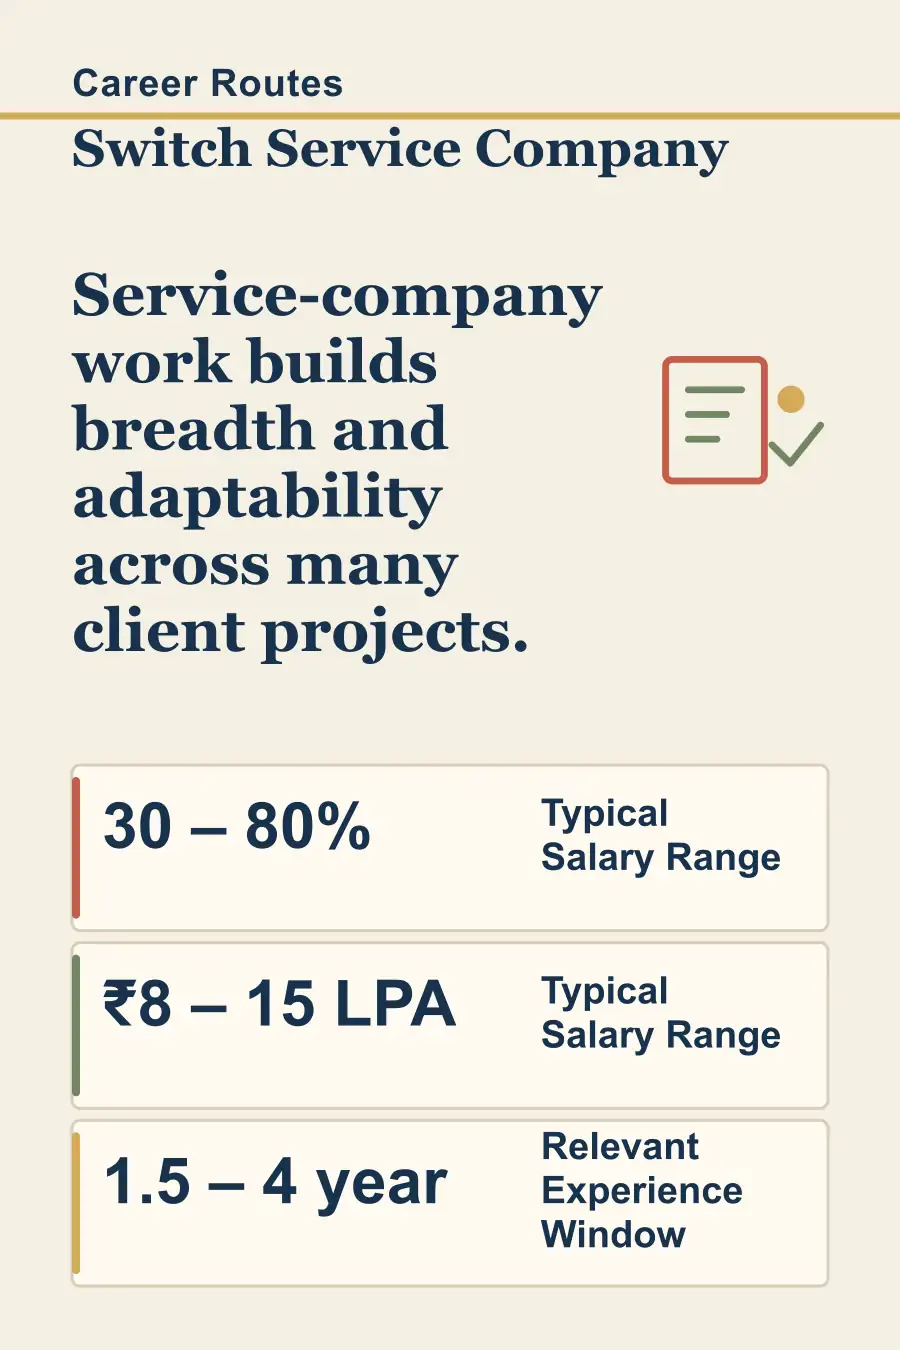 Career Routes
Switch Service Company
Service-company
work builds
breadth and
adaptability
across many
client projects.
30 – 80%
Typical
Salary Range
₹8 – 15 LPA
Typical
Salary Range
1.5 – 4 year
Relevant
Experience
Window